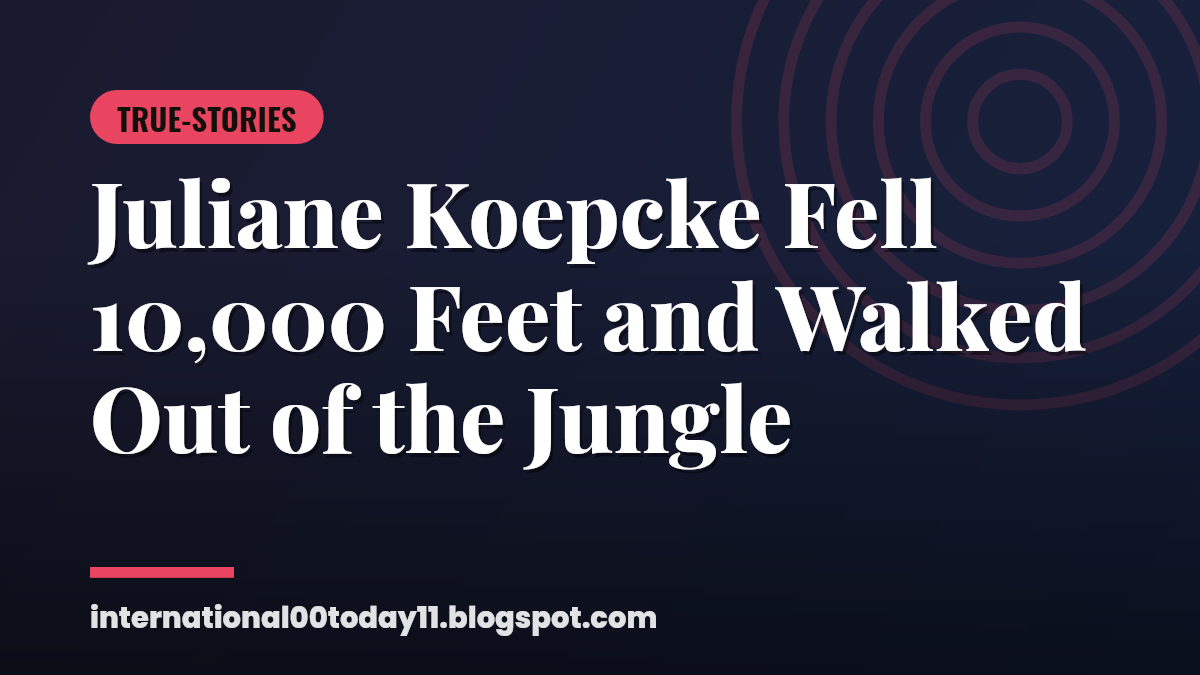 TRUE-STORIES
Juliane Koepcke Fell
10,000 Feet and Walked
Out of the Jungle
international00today11.blogspot.com